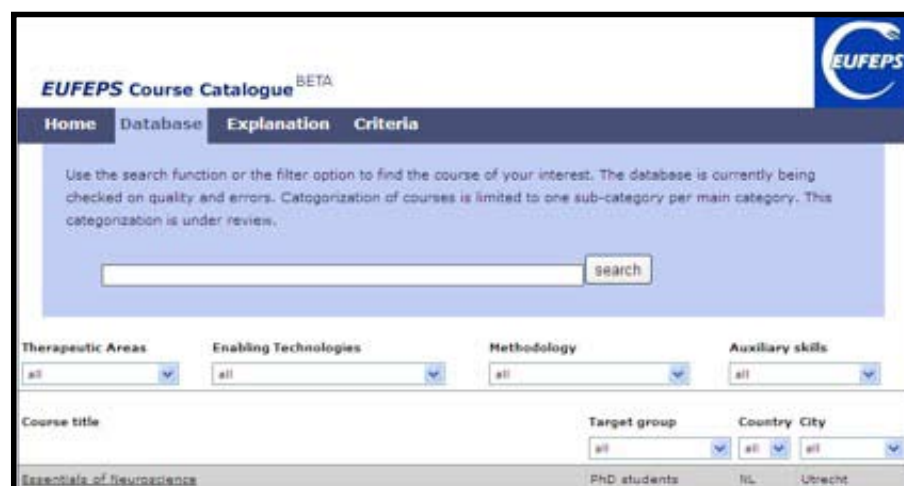 EUFEPS
EUFEPS Course Catalogue BETA
Home Database Explanation Criteria
Use the search function or the filter option to find the course of your interest. The database is currently being
checked on quality and errors. Catogorization of courses is limited to one sub-category per main category. This
categorization is under review.
search
Therapeutic Areas Enabling Technologies Methodology Auxiliary skills
all all all all
Course title Target group Country City
all all all
Essentials of Neuroscience PhD students NL Utrecht